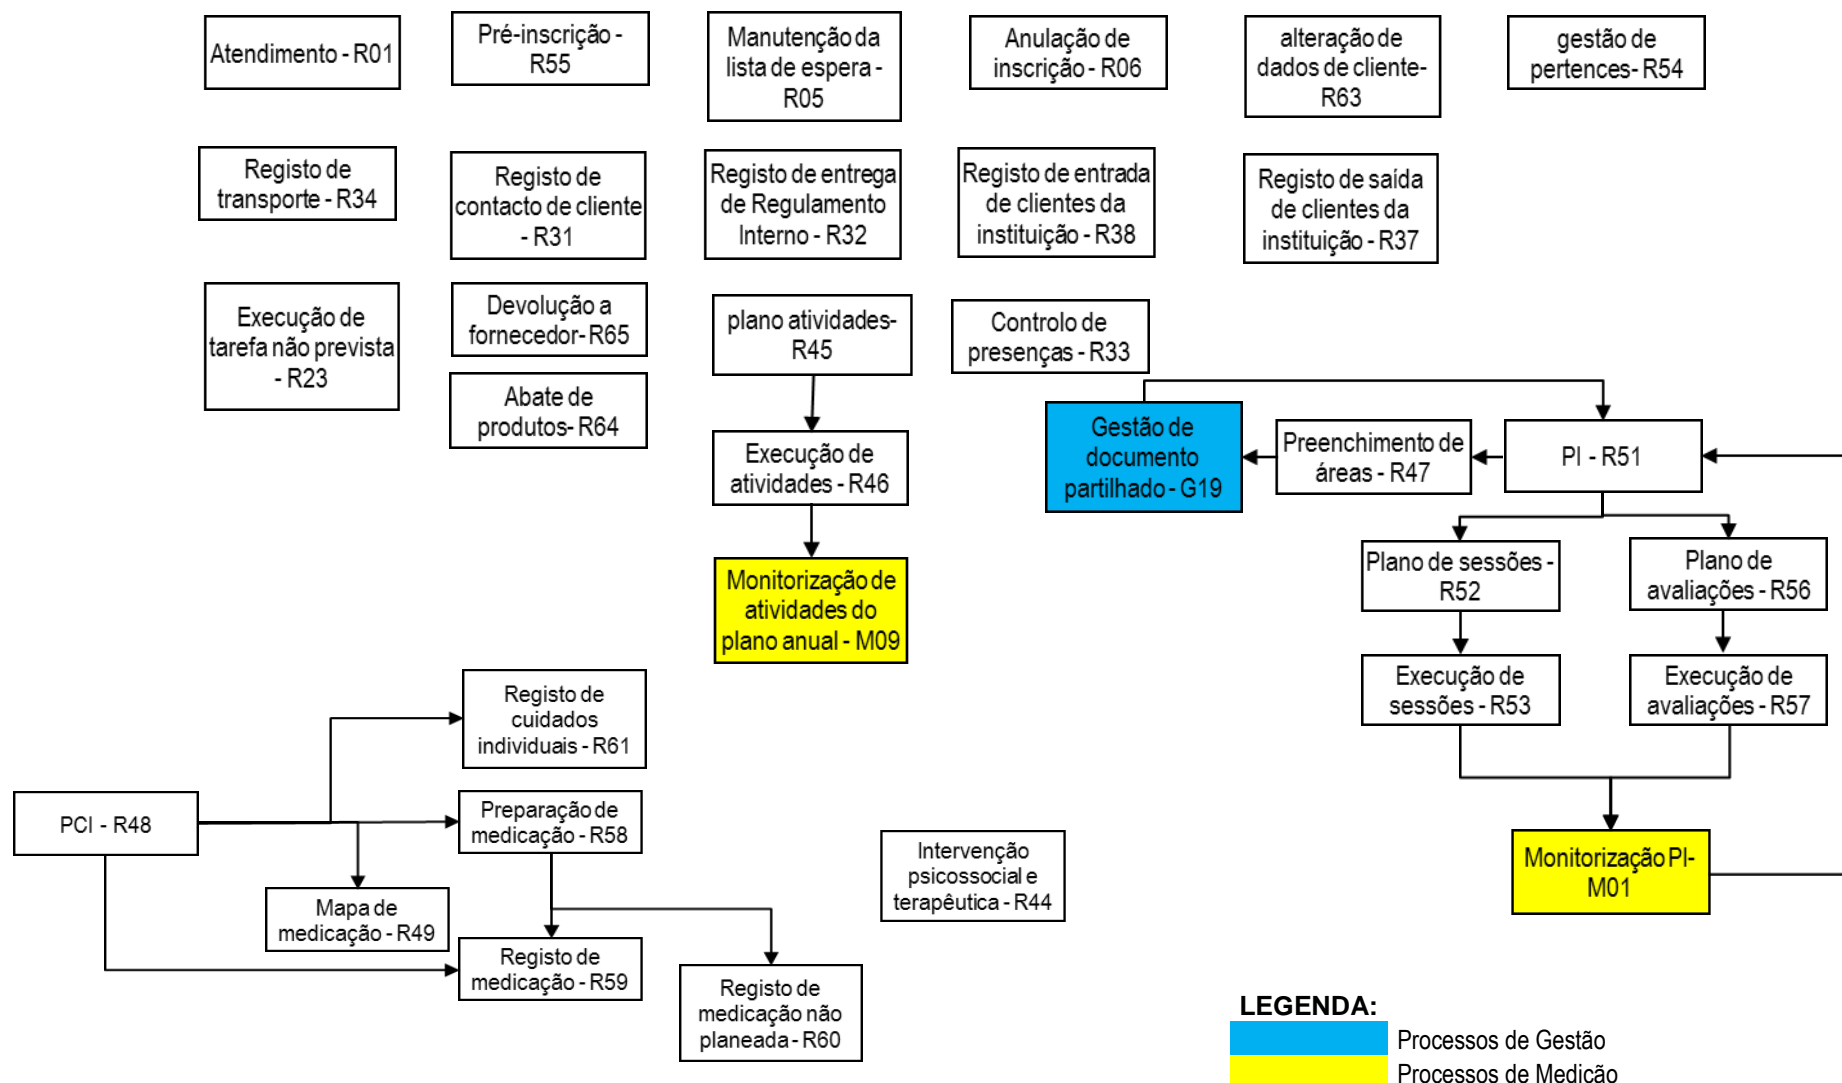 Atendimento - R01
Pré-inscrição -
R55
Manutenção da
lista de espera -
R05
Anulação de
inscrição - R06
alteração de
dados de cliente-
R63
gestão de
pertences- R54
Registo de
transporte - R34
Registo de
contacto de cliente
- R31
Registo de entrega
de Regulamento
Interno - R32
Registo de entrada
de clientes da
instituição - R38
Registo de saída
de clientes da
instituição - R37
Execução de
tarefa não prevista
- R23
Devolução a
fornecedor- R65
Abate de
produtos- R64
plano atividades-
R45
Controlo de
presenças - R33
Execução de
atividades - R46
Monitorização de
atividades do
plano anual - M09
Gestão de
documento
partilhado - G19
Preenchimento de
áreas - R47
PI - R51
Plano de sessões -
R52
Plano de
avaliações - R56
Execução de
sessões - R53
Execução de
avaliações - R57
Monitorização PI-
M01
Registo de
cuidados
individuais - R61
PCI - R48
Preparação de
medicação - R58
Mapa de
medicação - R49
Registo de
medicação - R59
Registo de
medicação não
planeada - R60
Intervenção
psicossocial e
terapêutica - R44
LEGENDA:
Processos de Gestão
Processos de Medição